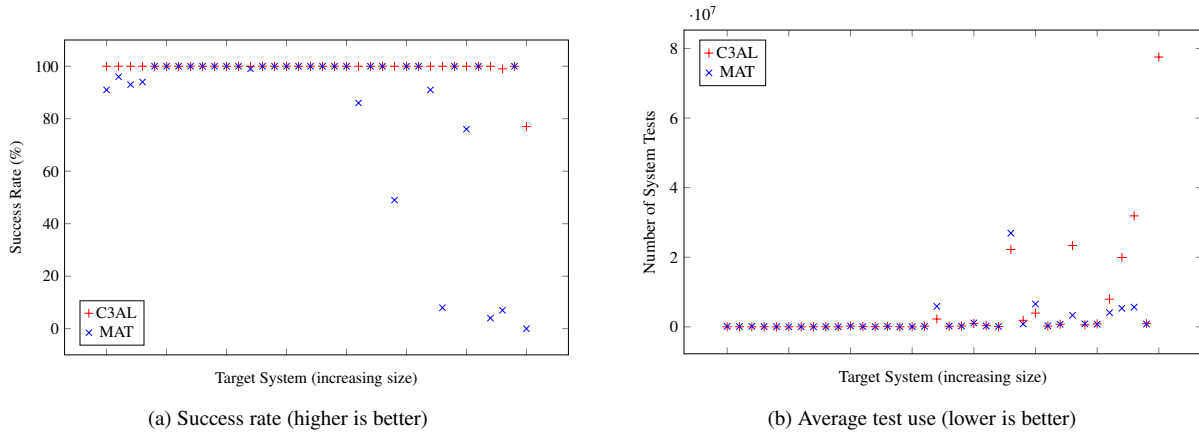 100
80
60
40
20
0
Success Rate (%)
C3AL
MAT
Target System (increasing size)
(a) Success rate (higher is better)
·10⁷
8
6
4
2
0
Number of System Tests
C3AL
MAT
Target System (increasing size)
(b) Average test use (lower is better)